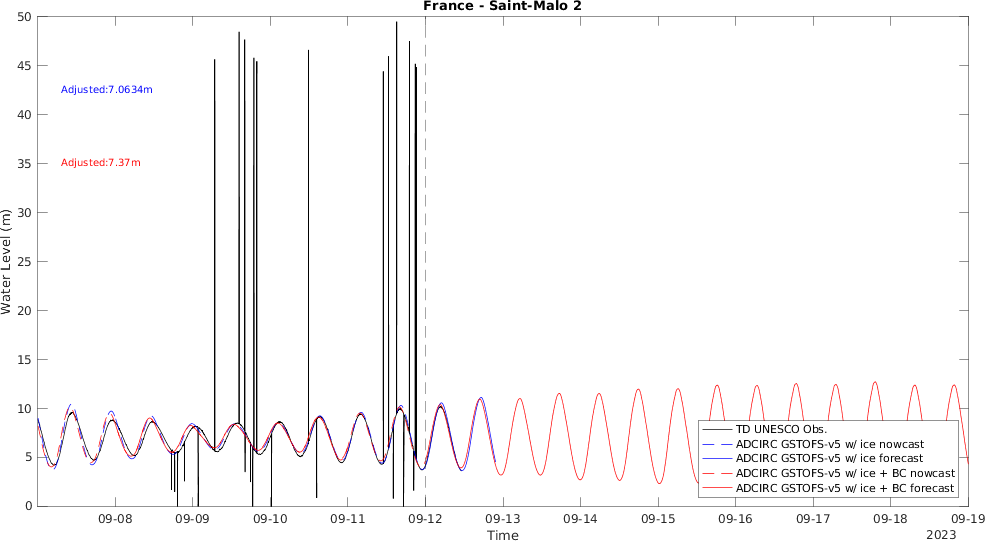 France - Saint-Malo 2
50
45
40
35
30
25
20
15
10
5
0
Water Level (m)
Adjusted:7.0634m
Adjusted:7.37m
TD UNESCO Obs.
ADCIRC GSTOFS-v5 w/ ice nowcast
ADCIRC GSTOFS-v5 w/ ice forecast
ADCIRC GSTOFS-v5 w/ ice + BC nowcast
ADCIRC GSTOFS-v5 w/ ice + BC forecast
09-08 09-09 09-10 09-11 09-12 09-13 09-14 09-15 09-16 09-17 09-18 09-19
Time
2023